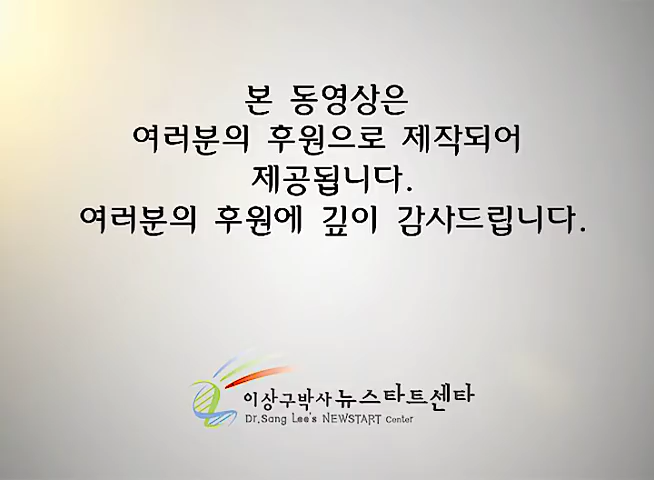 본 동영상은
여러분의 후원으로 제작되어
제공됩니다.
여러분의 후원에 깊이 감사드립니다.
이상구박사 뉴스타트센타
Dr.Sang Lee's NEWSTART Center